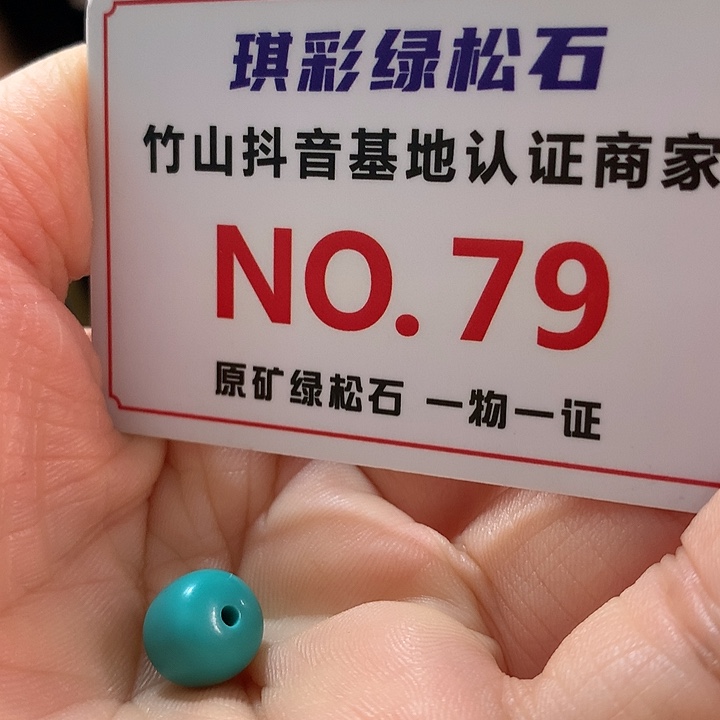 琪彩绿松石
竹山抖音基地认证商家
NO.79
原矿绿松石 一物一证